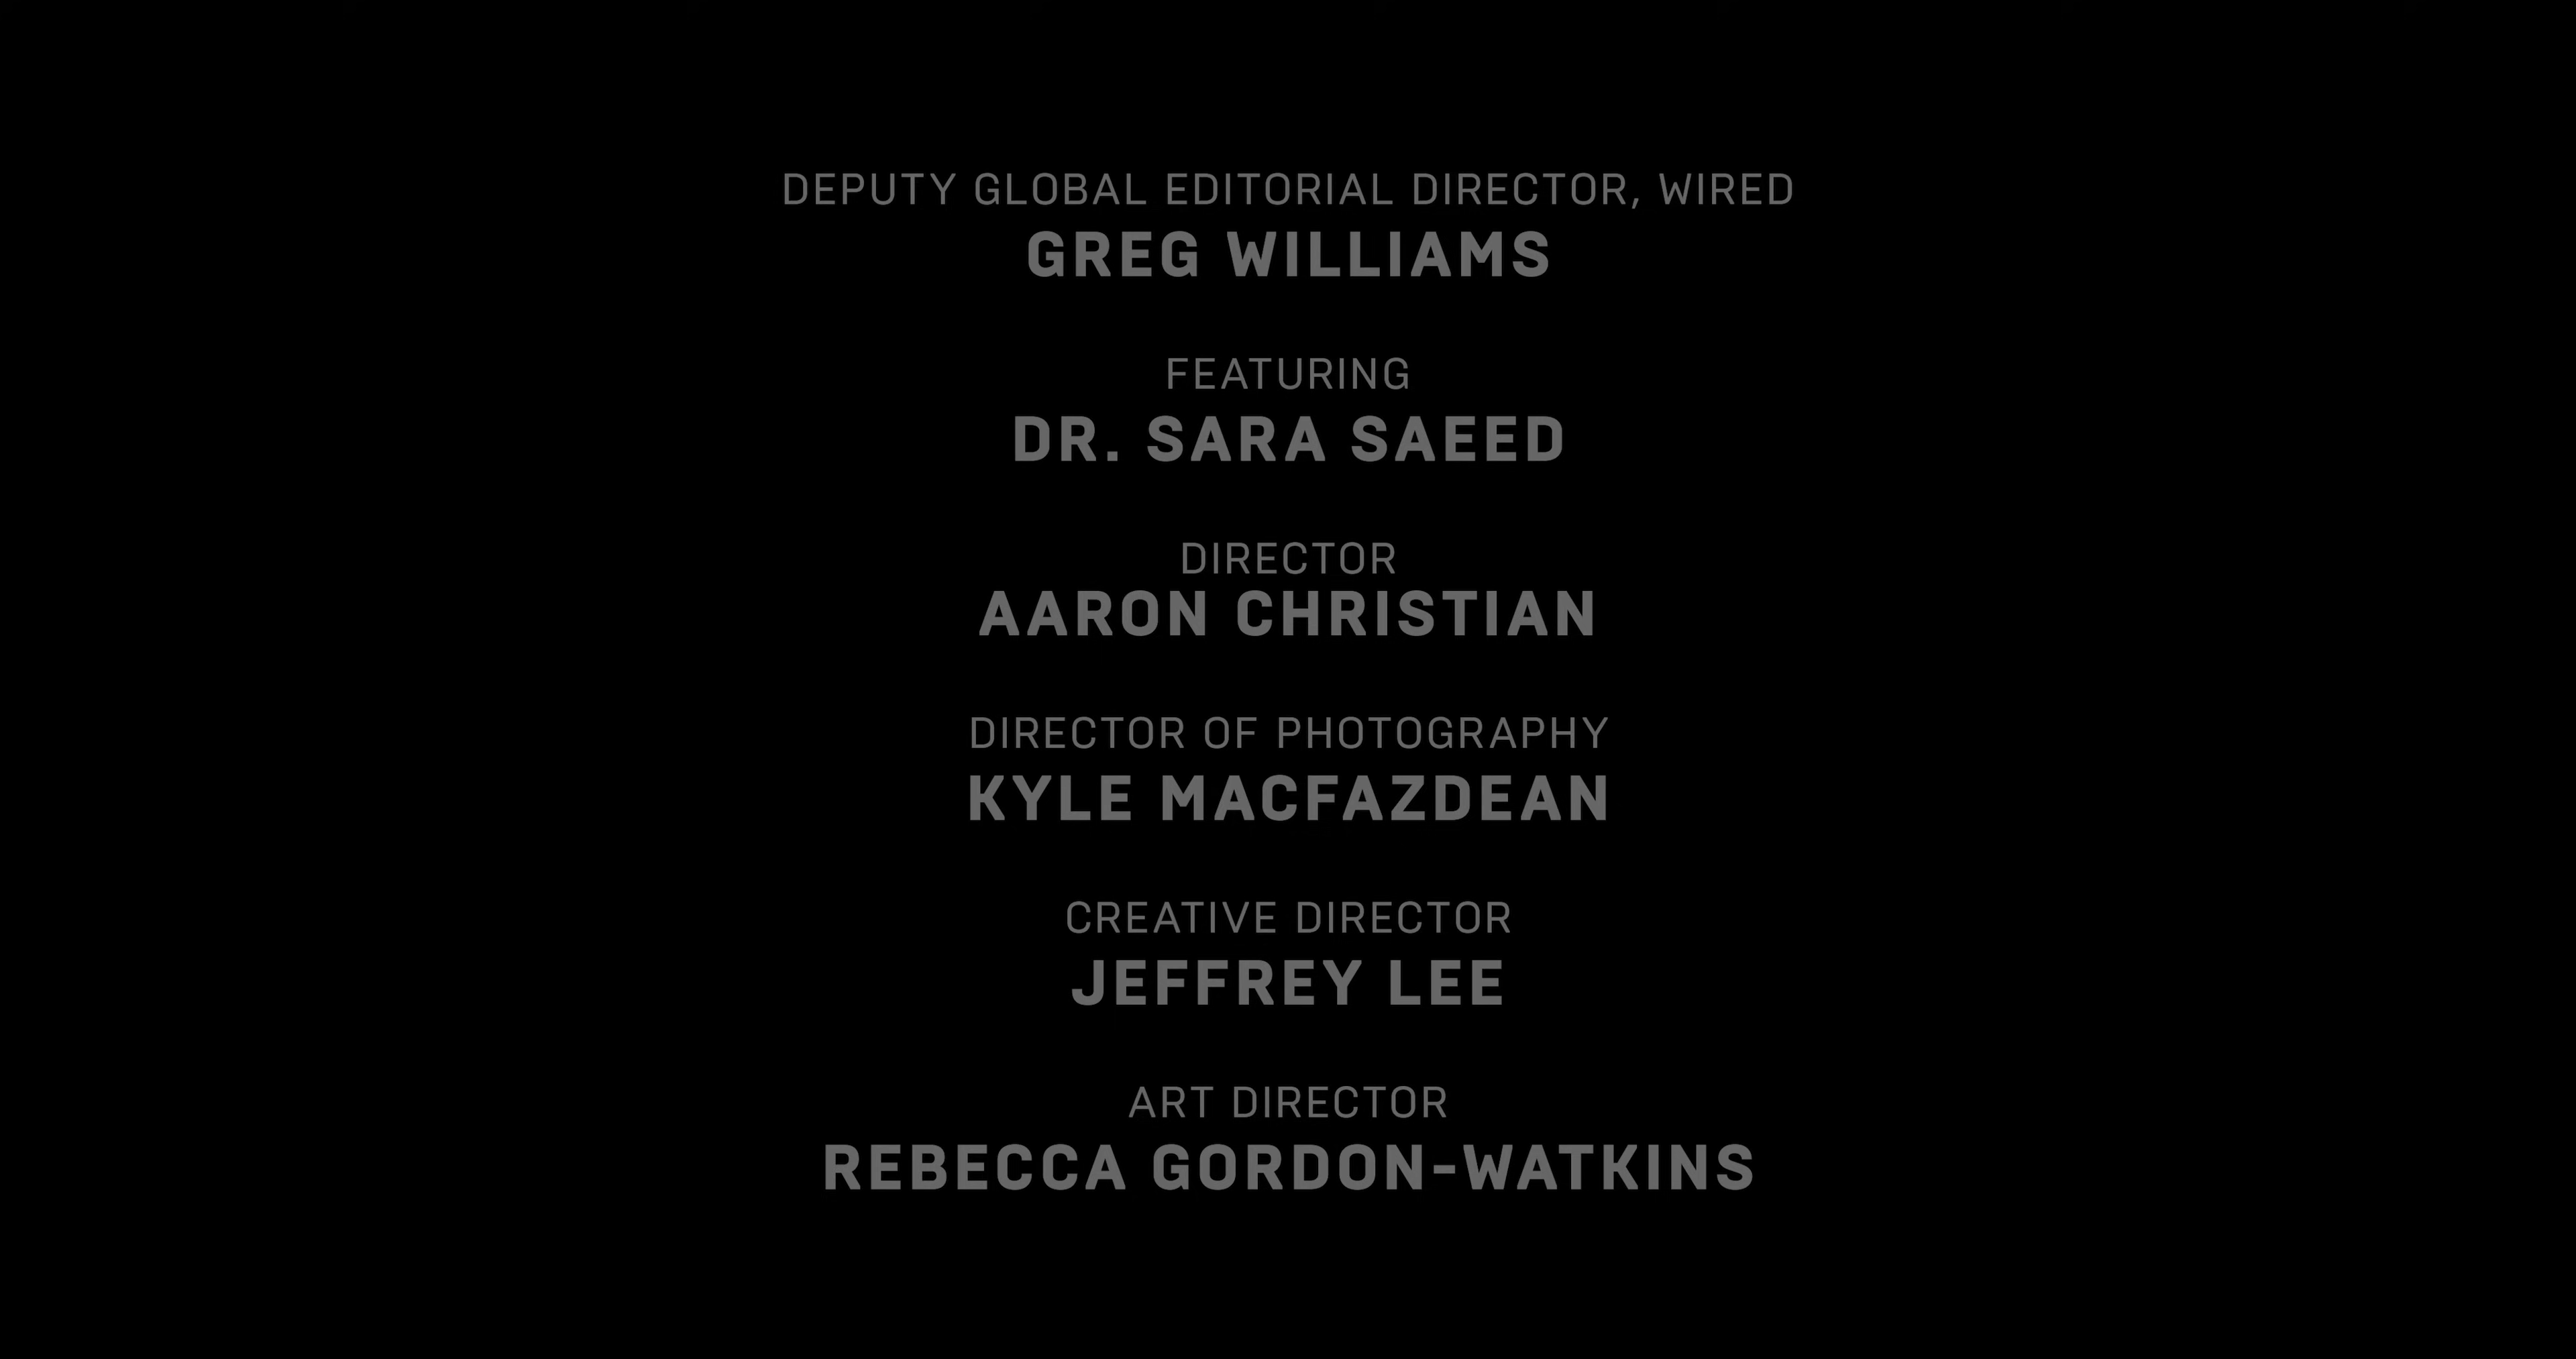 DEPUTY GLOBAL EDITORIAL DIRECTOR, WIRED
GREG WILLIAMS
FEATURING
DR. SARA SAEED
DIRECTOR
AARON CHRISTIAN
DIRECTOR OF PHOTOGRAPHY
KYLE MACFAZDEAN
CREATIVE DIRECTOR
JEFFREY LEE
ART DIRECTOR
REBECCA GORDON-WATKINS